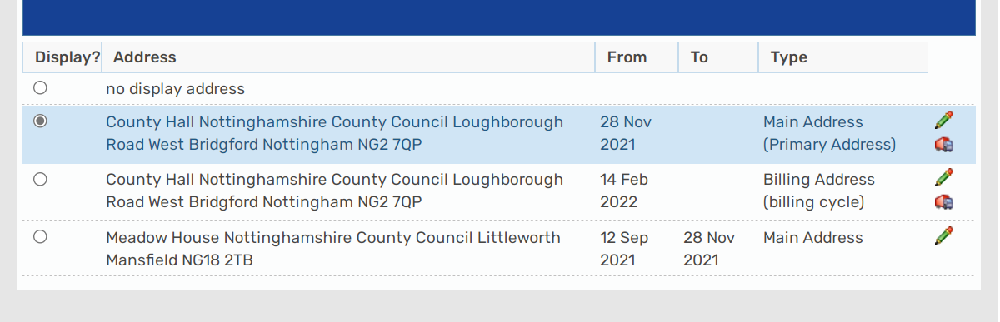 Display? Address From To Type
no display address
County Hall Nottinghamshire County Council Loughborough 28 Nov Main Address
Road West Bridgford Nottingham NG2 7QP 2021 (Primary Address)
County Hall Nottinghamshire County Council Loughborough 14 Feb Billing Address
Road West Bridgford Nottingham NG2 7QP 2022 (billing cycle)
Meadow House Nottinghamshire County Council Littleworth 12 Sep 28 Nov Main Address
Mansfield NG18 2TB 2021 2021